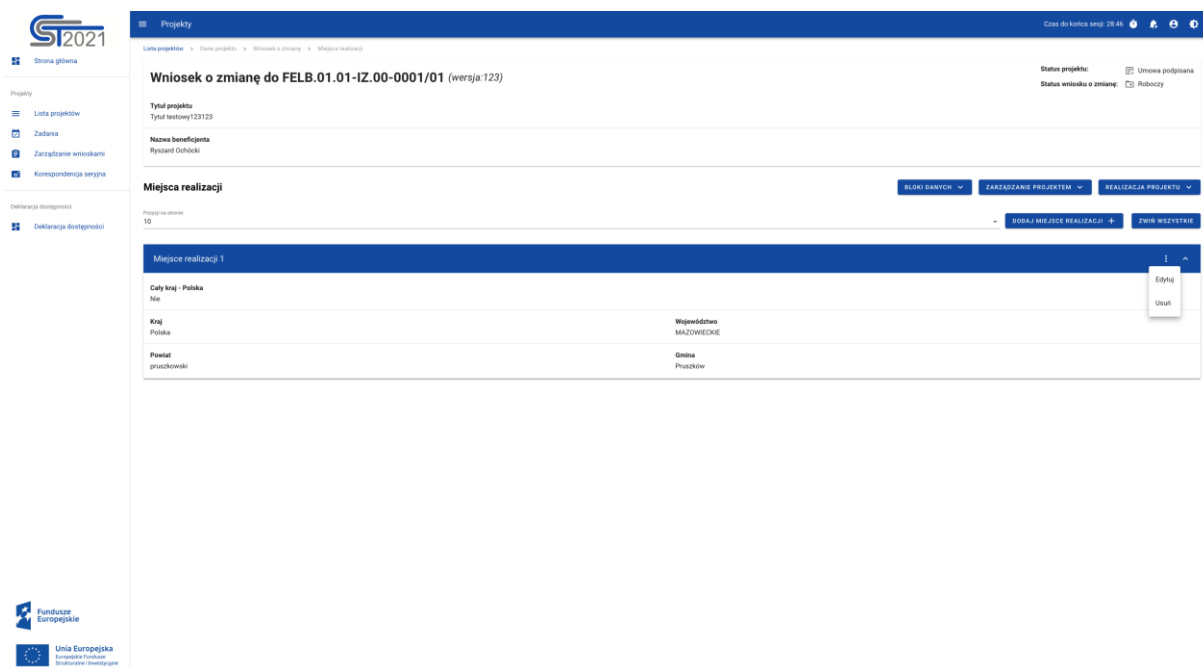 CST2021
Strona główna
Projekty
Lista projektów
Zadania
Zarządzanie wnioskami
Korespondencja seryjna
Deklaracja dostępności
Deklaracja dostępności
Fundusze
Europejskie
Unia Europejska
Europejskie Fundusze
Strukturalne i Inwestycyjne
Projekty
Czas do końca sesji: 28:46
Lista projektów > Dane projektu > Wniosek o zmianę > Miejsca realizacji
Wniosek o zmianę do FELB.01.01-IZ.00-0001/01 (wersja:123)
Status projektu: Umowa podpisana
Status wniosku o zmianę: Roboczy
Tytuł projektu
Tytuł testowy123123
Nazwa beneficjenta
Ryszard Ochócki
Miejsca realizacji
BLOKI DANYCH
ZARZĄDZANIE PROJEKTEM
REALIZACJA PROJEKTU
Pozycji na stronie:
10
DODAJ MIEJSCE REALIZACJI +
ZWIŃ WSZYSTKIE
Miejsce realizacji 1
Edytuj
Usuń
Cały kraj - Polska
Nie
Kraj
Polska
Województwo
MAZOWIECKIE
Powiat
pruszkowski
Gmina
Pruszków